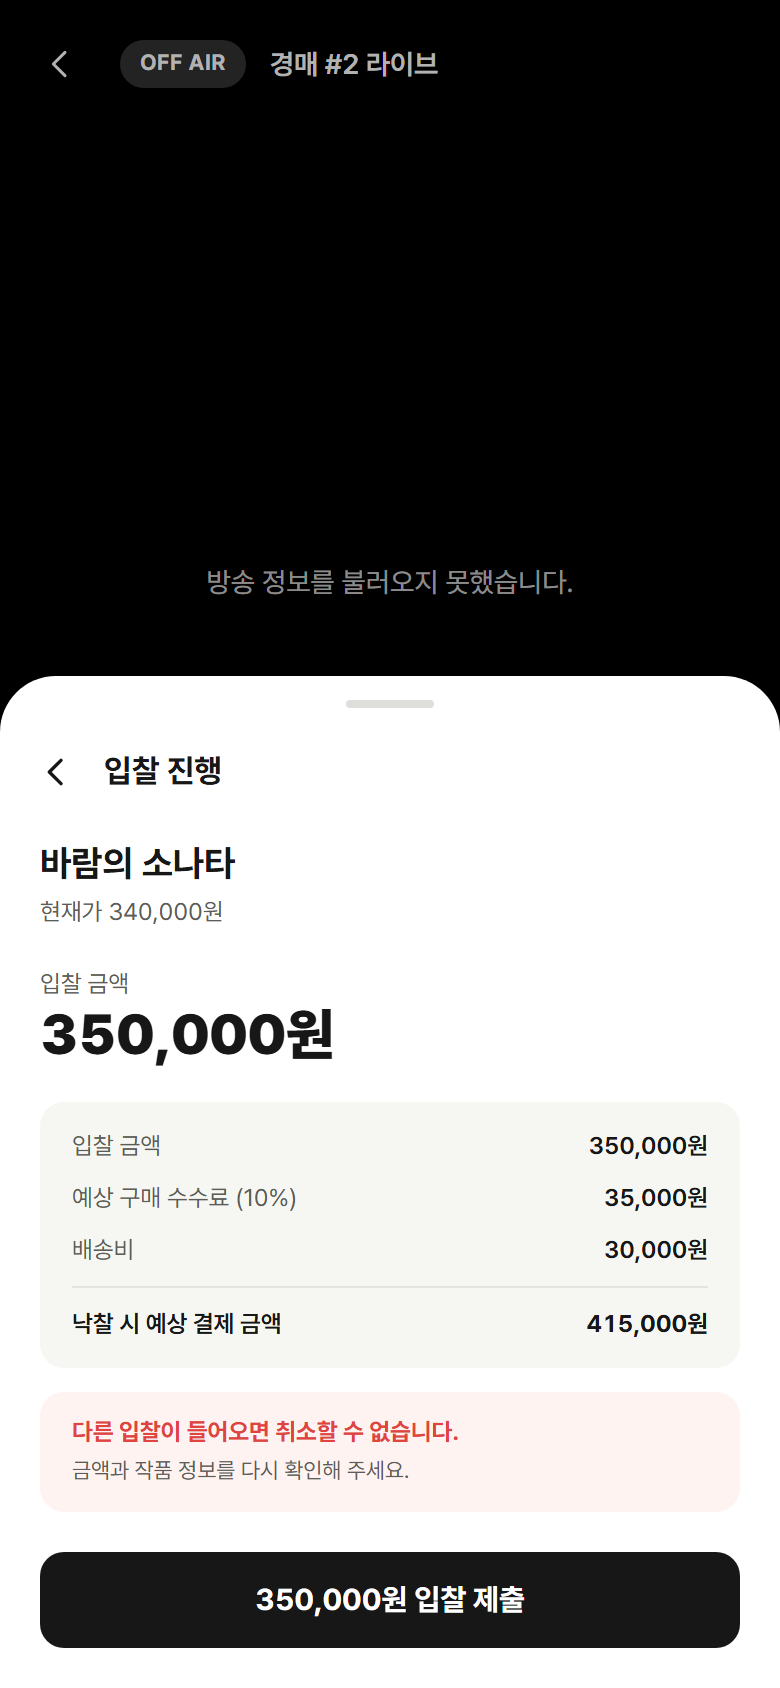 OFF AIR 경매 #2 라이브
방송 정보를 불러오지 못했습니다.
입찰 진행
바람의 소나타
현재가 340,000원
입찰 금액
350,000원
입찰 금액 350,000원
예상 구매 수수료 (10%) 35,000원
배송비 30,000원
낙찰 시 예상 결제 금액 415,000원
다른 입찰이 들어오면 취소할 수 없습니다.
금액과 작품 정보를 다시 확인해 주세요.
350,000원 입찰 제출